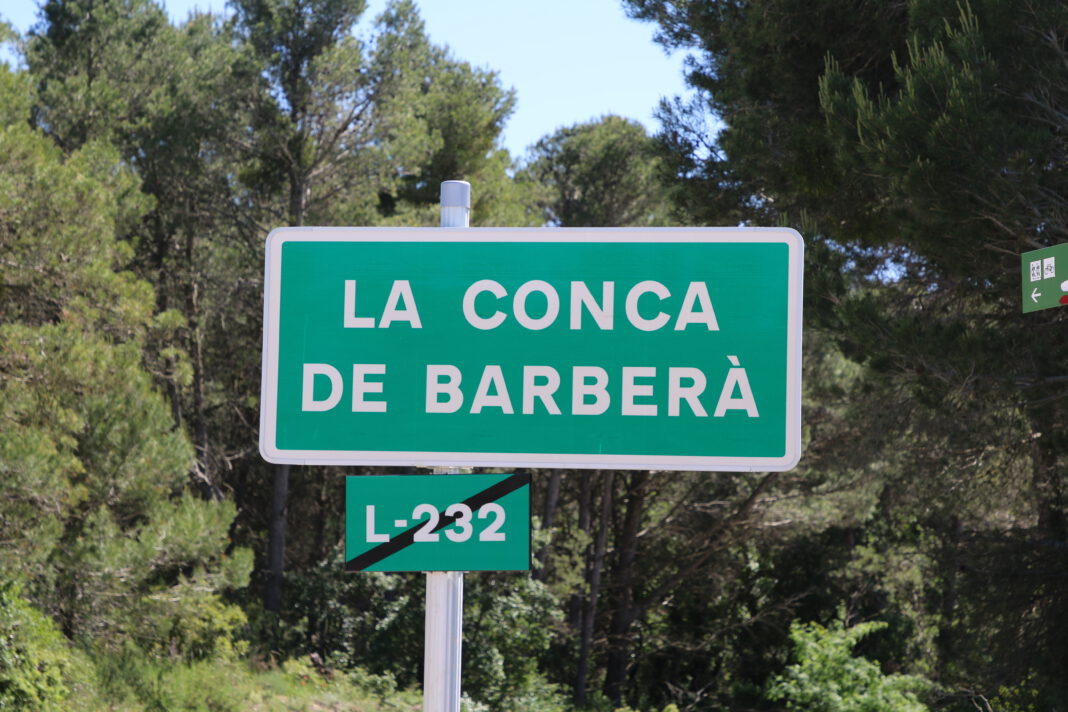 LA CONCA
DE BARBERÀ
L-232